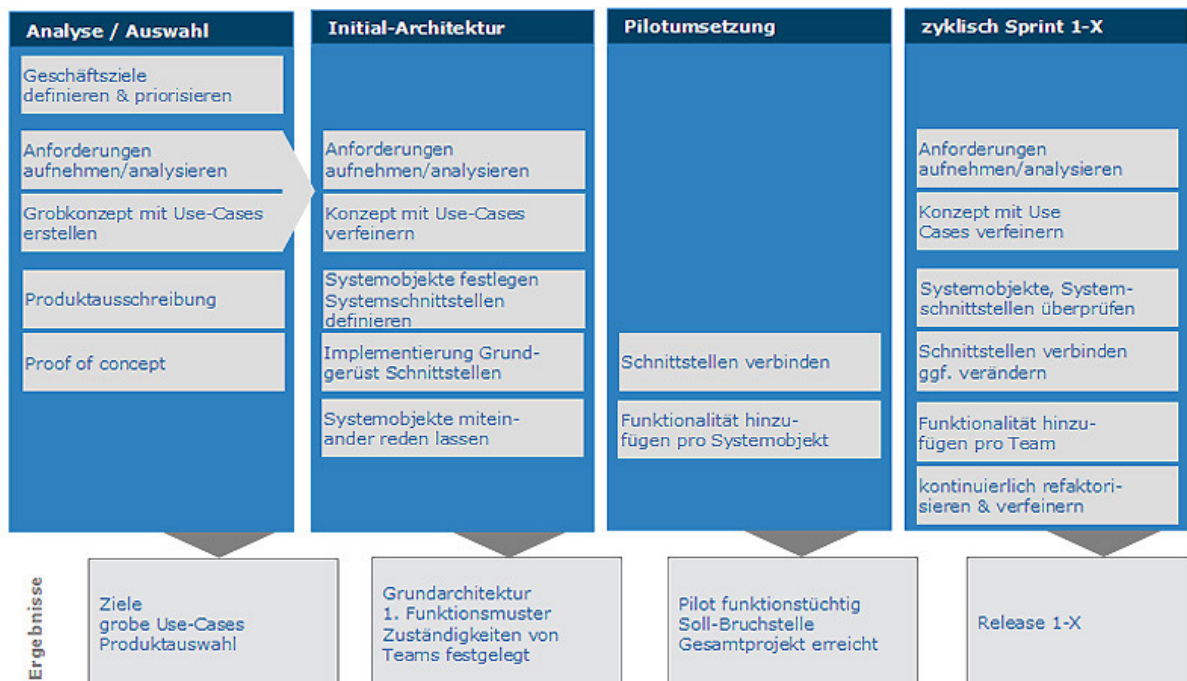 Analyse / Auswahl
Geschäftsziele
definieren & priorisieren
Anforderungen
aufnehmen/analysieren
Grobkonzept mit Use-Cases
erstellen
Produktausschreibung
Proof of concept
Initial-Architektur
Anforderungen
aufnehmen/analysieren
Konzept mit Use-Cases
verfeinern
Systemobjekte festlegen
Systemschnittstellen
definieren
Implementierung Grund-
gerüst Schnittstellen
Systemobjekte mitein-
ander reden lassen
Pilotumsetzung
Schnittstellen verbinden
Funktionalität hinzu-
fügen pro Systemobjekt
zyklisch Sprint 1-X
Anforderungen
aufnehmen/analysieren
Konzept mit Use
Cases verfeinern
Systemobjekte, System-
schnittstellen überprüfen
Schnittstellen verbinden
ggf. verändern
Funktionalität hinzu-
fügen pro Team
kontinuierlich refaktori-
sieren & verfeinern
Ergebnisse
Ziele
grobe Use-Cases
Produktauswahl
Grundarchitektur
1. Funktionsmuster
Zuständigkeiten von
Teams festgelegt
Pilot funktionstüchtig
Soll-Bruchstelle
Gesamtprojekt erreicht
Release 1-X